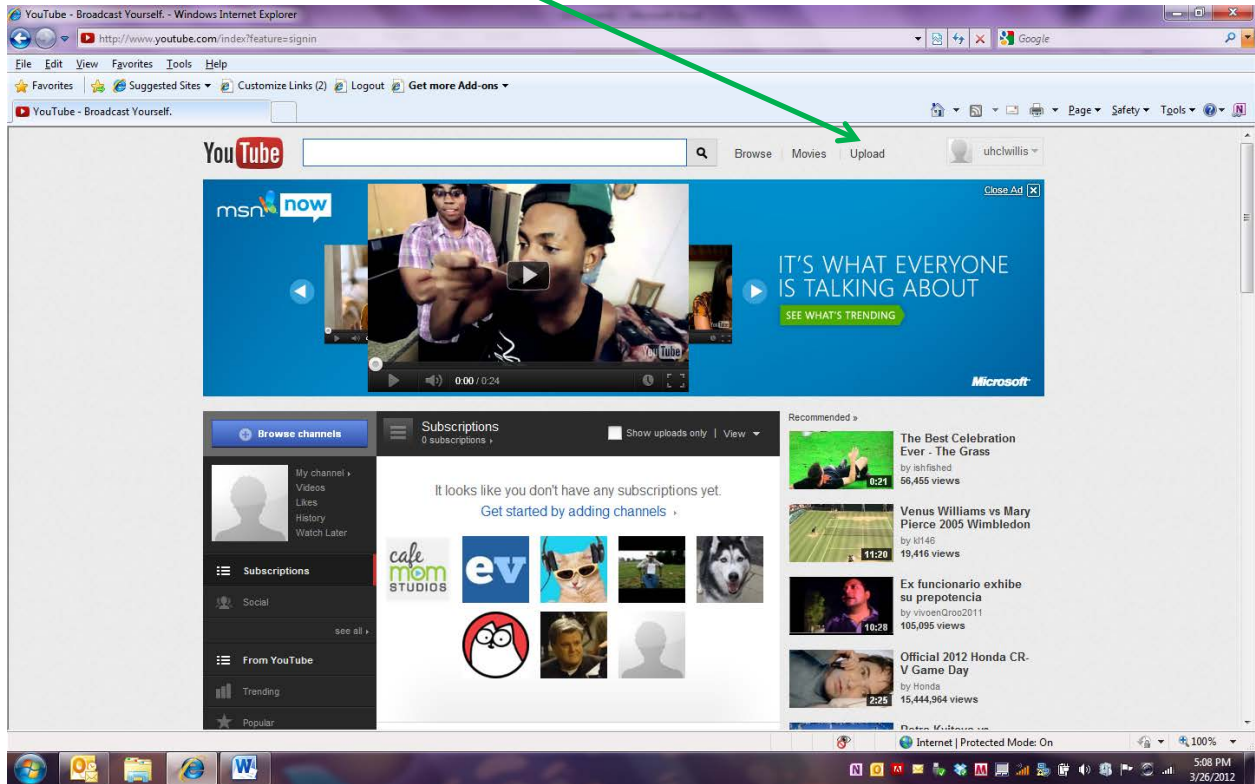 YouTube - Broadcast Yourself. - Windows Internet Explorer
http://www.youtube.com/index?feature=signin
Google
File Edit View Favorites Tools Help
Favorites Suggested Sites Customize Links (2) Logout Get more Add-ons
YouTube - Broadcast Yourself.
Page Safety Tools
YouTube
Browse Movies Upload uhclwillis
msn now
Close Ad X
IT'S WHAT EVERYONE
IS TALKING ABOUT
SEE WHAT'S TRENDING
YouTube
0:00 / 0:24
Microsoft
Browse channels
My channel
Videos
Likes
History
Watch Later
Subscriptions
Social
see all
From YouTube
Trending
Popular
Subscriptions
0 subscriptions
Show uploads only | View
It looks like you don't have any subscriptions yet.
Get started by adding channels
cafe
mom
STUDIOS
ev
Recommended »
The Best Celebration
Ever - The Grass
by ishfished
56,455 views
0:21
Venus Williams vs Mary
Pierce 2005 Wimbledon
by kl146
19,416 views
11:20
Ex funcionario exhibe
su prepotencia
by vivoenQroo2011
105,095 views
10:28
Official 2012 Honda CR-
V Game Day
by Honda
15,444,964 views
2:25
Internet | Protected Mode: On
100%
5:08 PM
3/26/2012